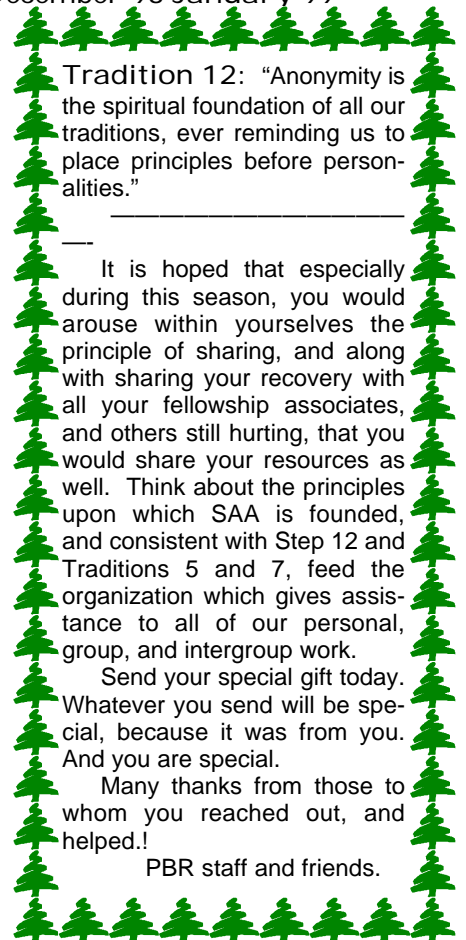 Tradition 12: “Anonymity is
the spiritual foundation of all our
traditions, ever reminding us to
place principles before person-
alities.”
————————————
—-
It is hoped that especially
during this season, you would
arouse within yourselves the
principle of sharing, and along
with sharing your recovery with
all your fellowship associates,
and others still hurting, that you
would share your resources as
well. Think about the principles
upon which SAA is founded,
and consistent with Step 12 and
Traditions 5 and 7, feed the
organization which gives assis-
tance to all of our personal,
group, and intergroup work.
Send your special gift today.
Whatever you send will be spe-
cial, because it was from you.
And you are special.
Many thanks from those to
whom you reached out, and
helped.!
PBR staff and friends.